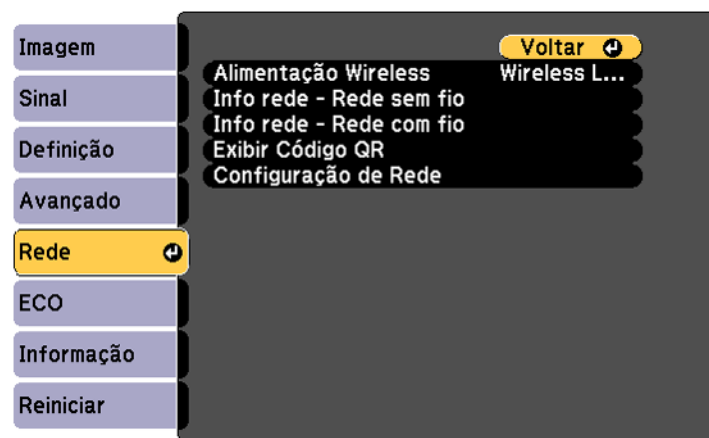 Imagem
Sinal
Definição
Avançado
Rede
ECO
Informação
Reiniciar
Voltar
Alimentação Wireless Wireless L...
Info rede - Rede sem fio
Info rede - Rede com fio
Exibir Código QR
Configuração de Rede